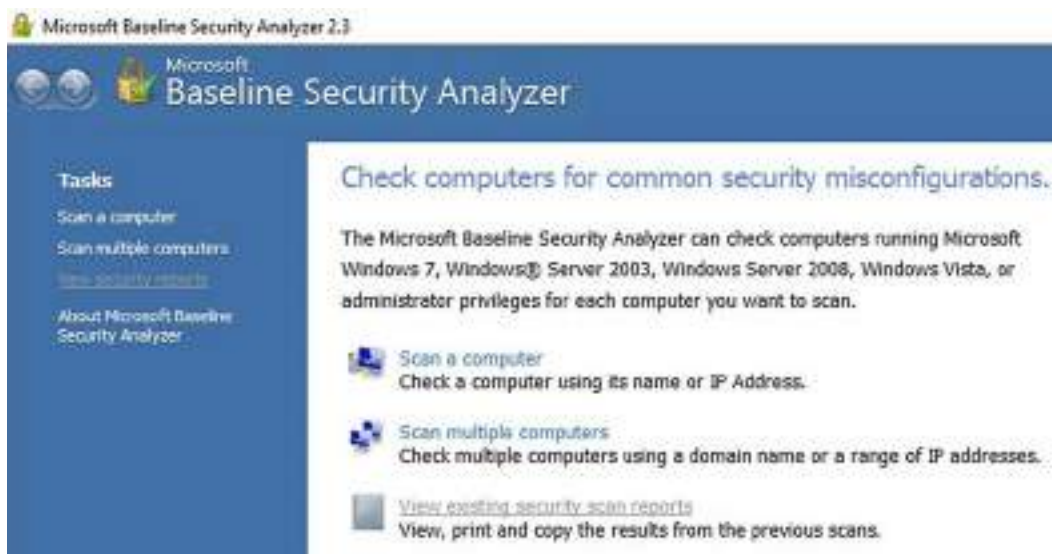 Microsoft Baseline Security Analyzer 2.3
Microsoft
Baseline Security Analyzer
Tasks
Scan a computer
Scan multiple computers
View security reports
About Microsoft Baseline
Security Analyzer
Check computers for common security misconfigurations.
The Microsoft Baseline Security Analyzer can check computers running Microsoft
Windows 7, Windows® Server 2003, Windows Server 2008, Windows Vista, or
administrator privileges for each computer you want to scan.
Scan a computer
Check a computer using its name or IP Address.
Scan multiple computers
Check multiple computers using a domain name or a range of IP addresses.
View existing security scan reports
View, print and copy the results from the previous scans.